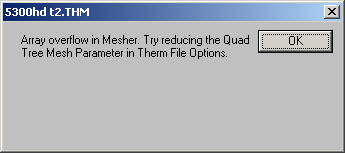 5300hd t2.THM
Array overflow in Mesher. Try reducing the Quad
Tree Mesh Parameter in Therm File Options.
OK